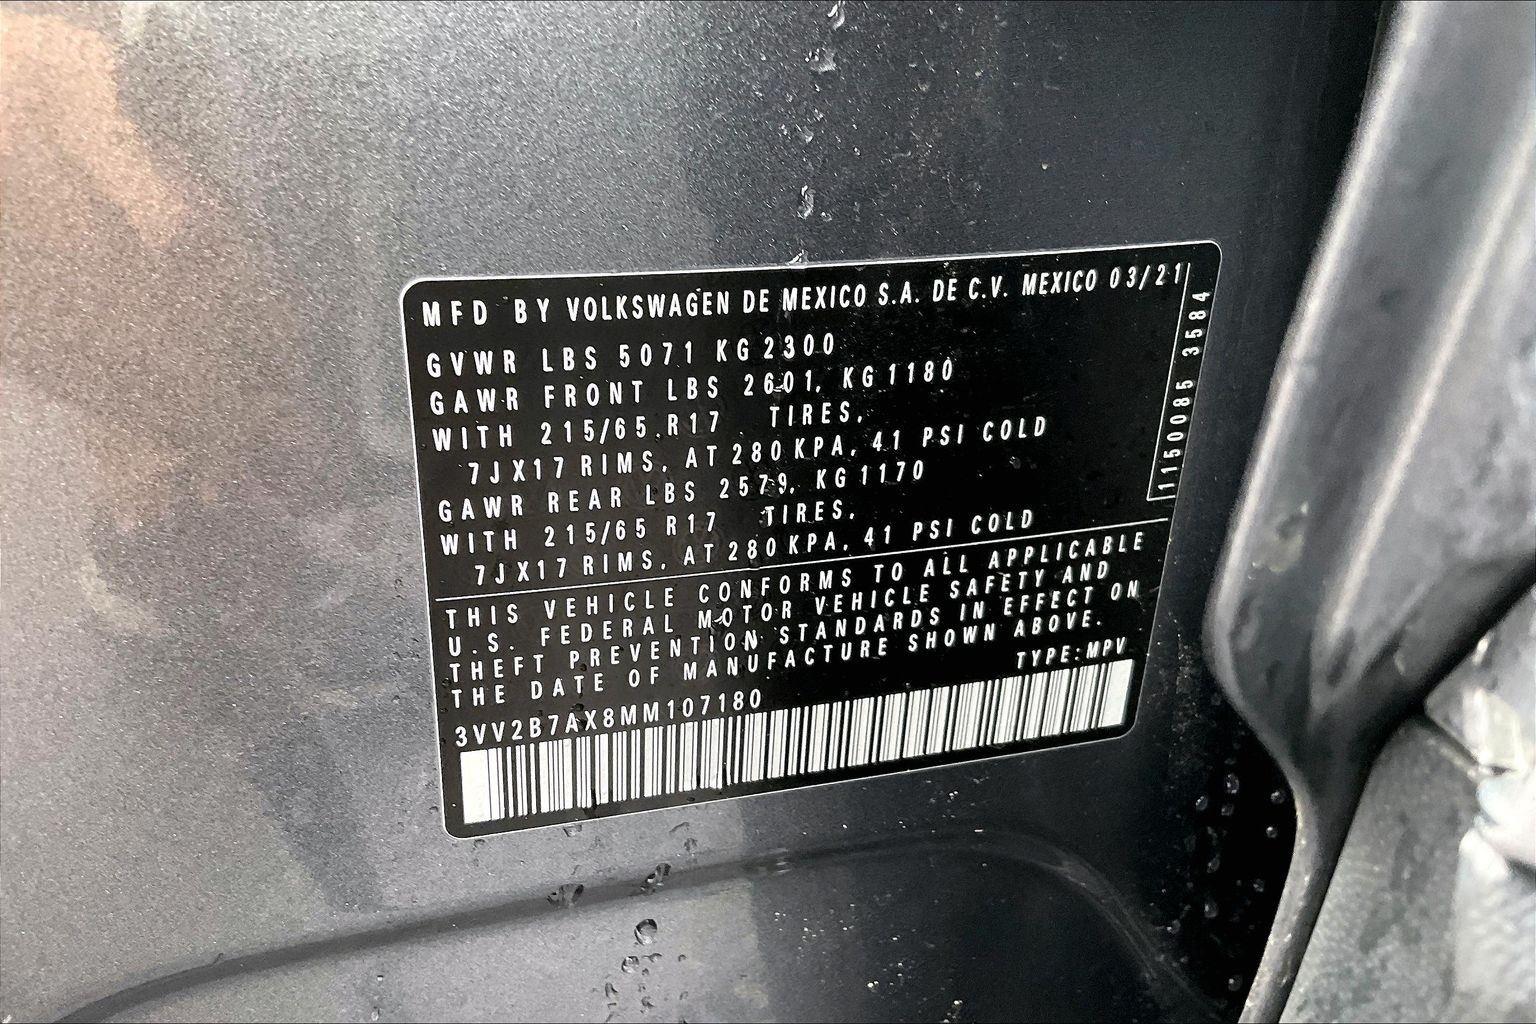 MFD BY VOLKSWAGEN DE MEXICO S.A. DE C.V. MEXICO 03/21
GVWR LBS 5071 KG 2300
GAWR FRONT LBS 2601, KG 1180
WITH 215/65 R17 TIRES,
7JX17 RIMS, AT 280 KPA, 41 PSI COLD
GAWR REAR LBS 2579, KG 1170
WITH 215/65 R17 TIRES,
7JX17 RIMS, AT 280 KPA, 41 PSI COLD
1150085 3584
THIS VEHICLE CONFORMS TO ALL APPLICABLE
U.S. FEDERAL MOTOR VEHICLE SAFETY AND
THEFT PREVENTION STANDARDS IN EFFECT ON
THE DATE OF MANUFACTURE SHOWN ABOVE.
TYPE: MPV
3VV2B7AX8MM107180